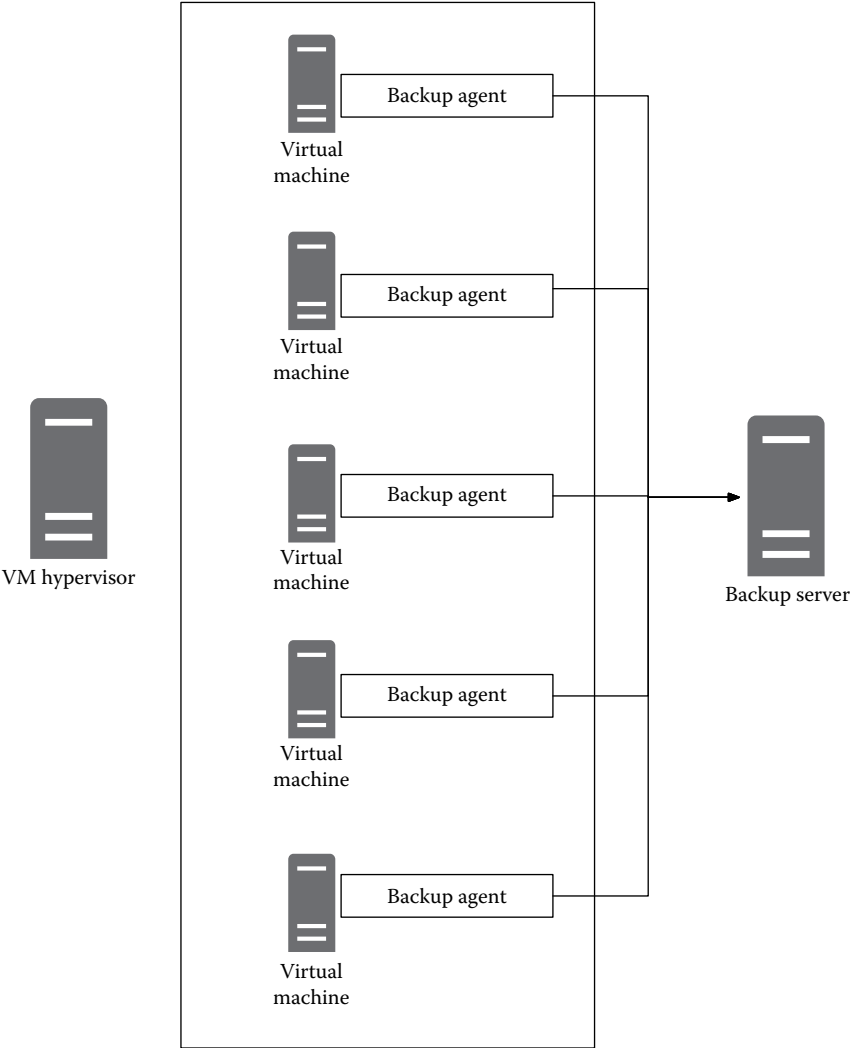 Backup agent
Virtual
machine
Backup agent
Virtual
machine
Backup agent
Virtual
machine
VM hypervisor
Backup server
Backup agent
Virtual
machine
Backup agent
Virtual
machine